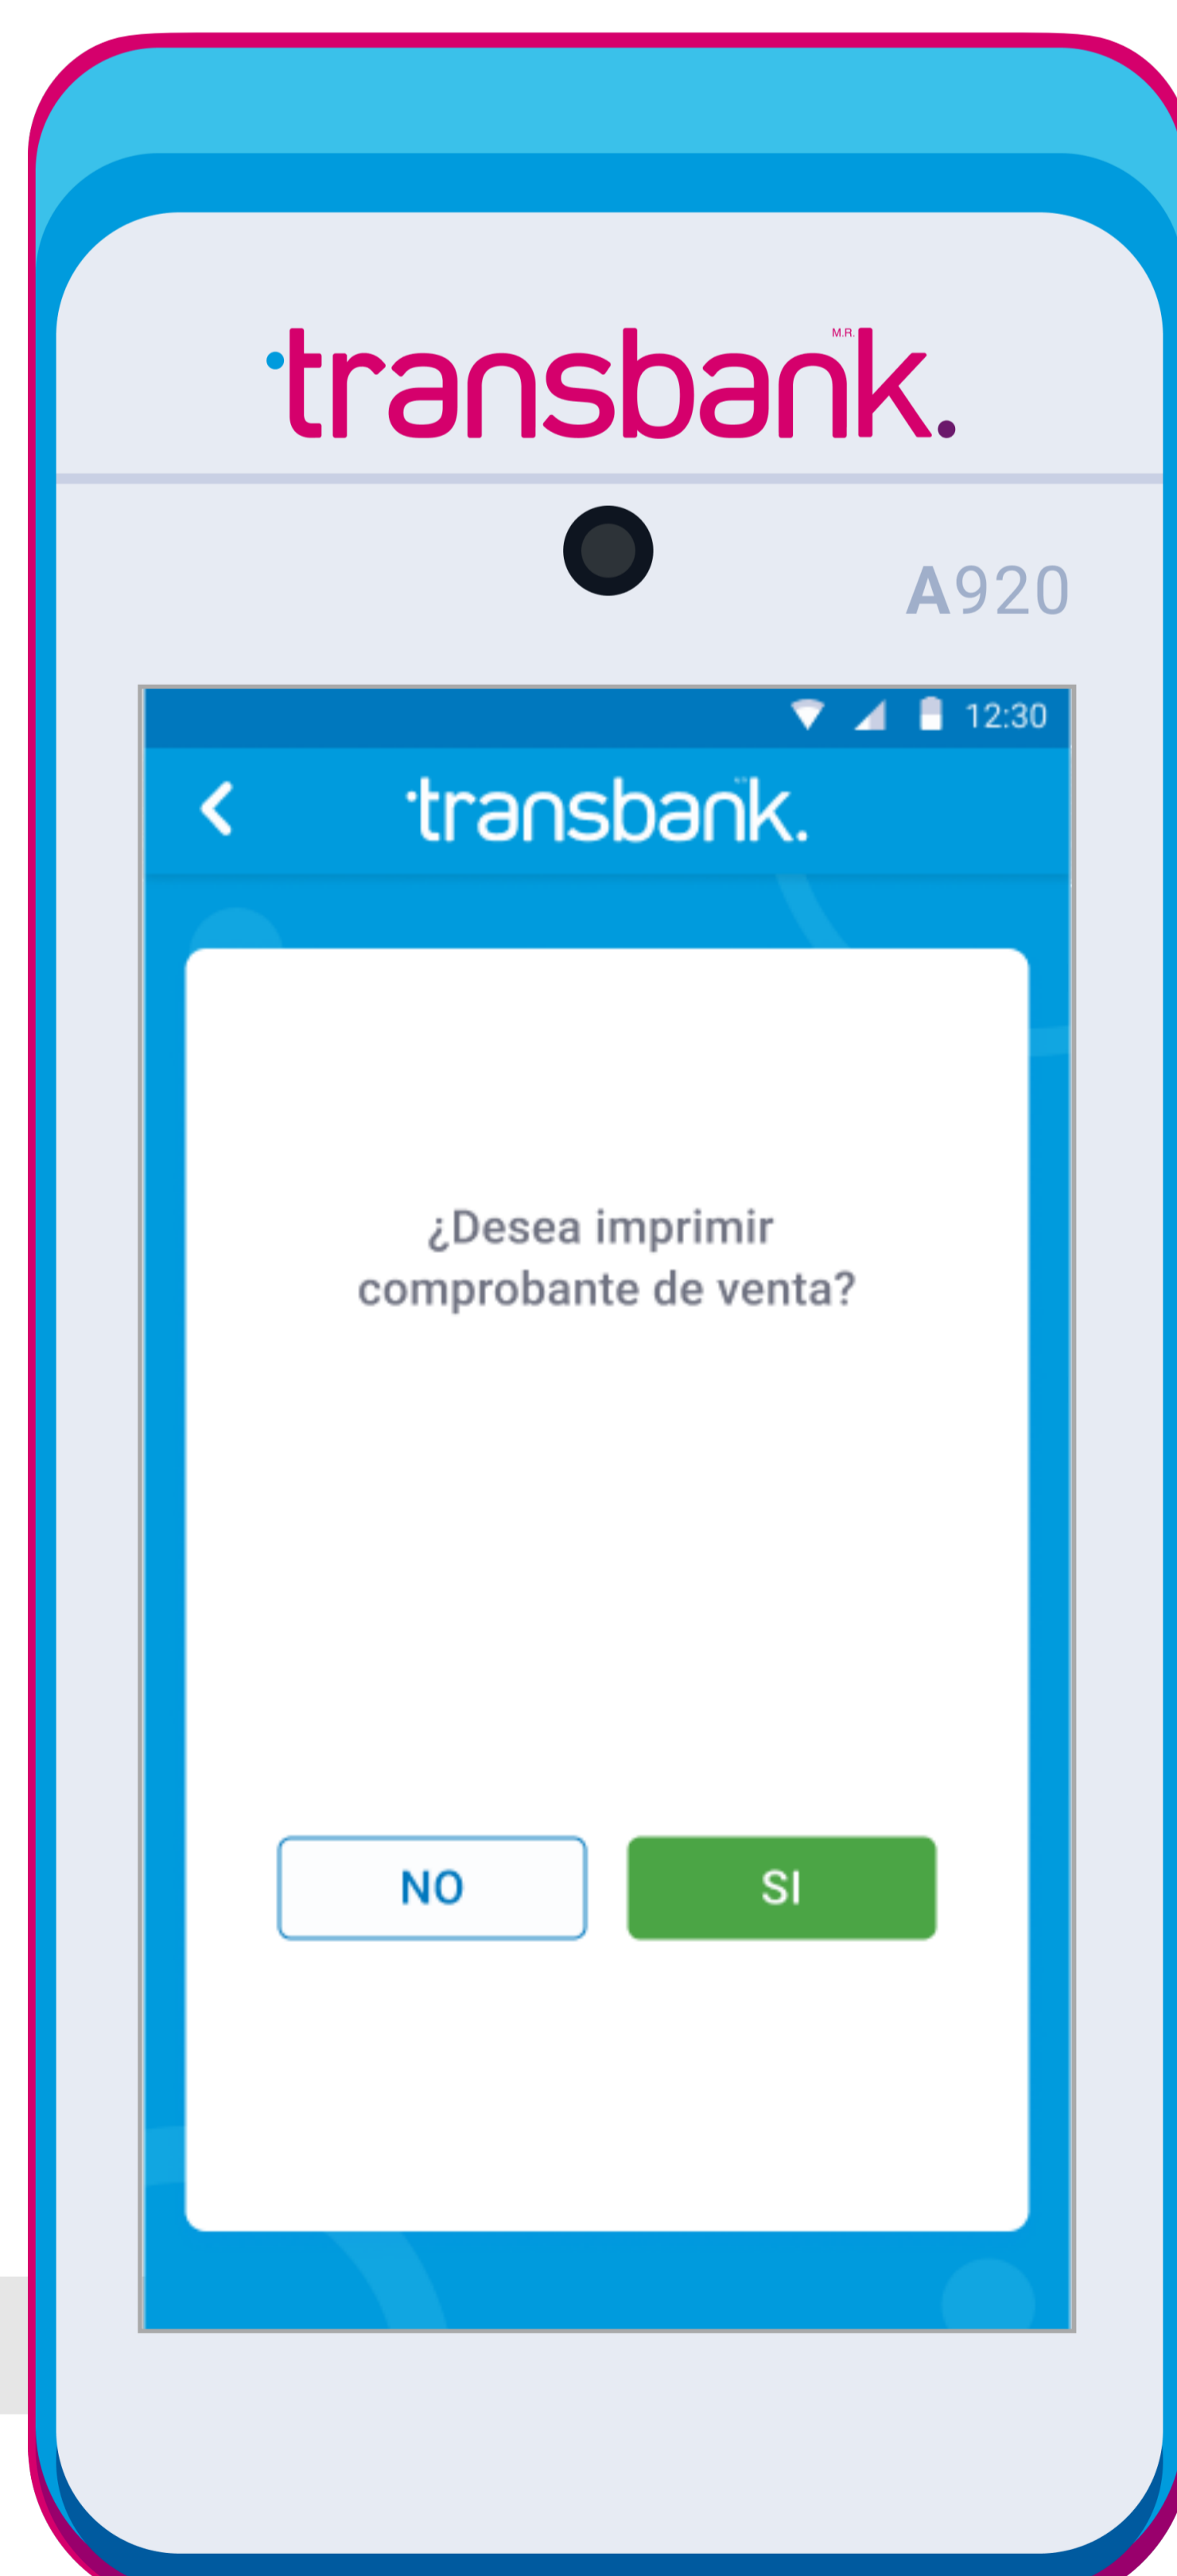 transbank.
M.R.
A920
12:30
transbank.
¿Desea imprimir
comprobante de venta?
NO
SI